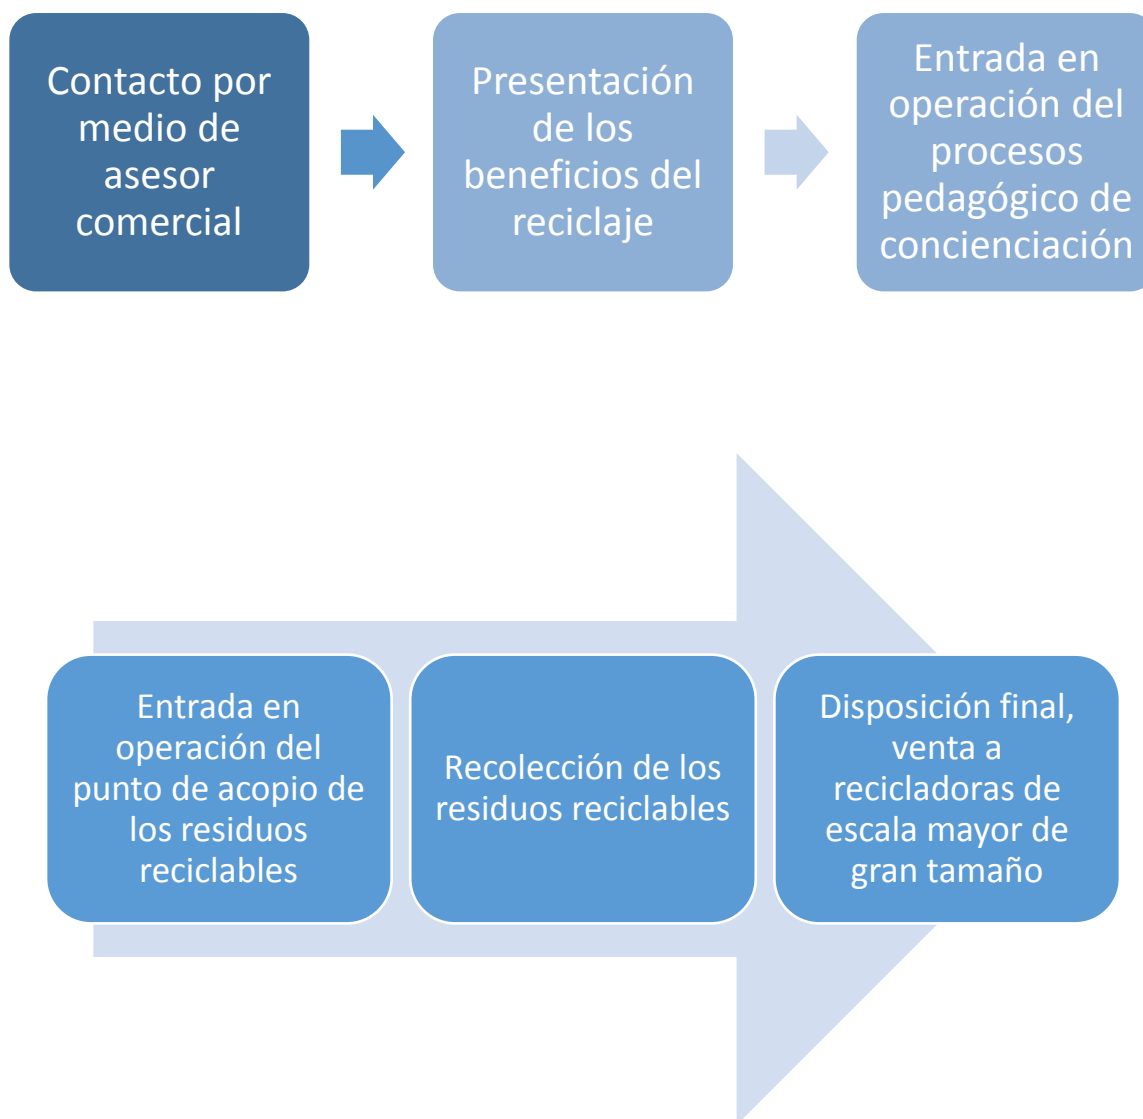 Contacto por
medio de
asesor
comercial
Presentación
de los
beneficios del
reciclaje
Entrada en
operación del
procesos
pedagógico de
concienciación
Entrada en
operación del
punto de acopio de
los residuos
reciclables
Recolección de los
residuos reciclables
Disposición final,
venta a
recicladoras de
escala mayor de
gran tamaño